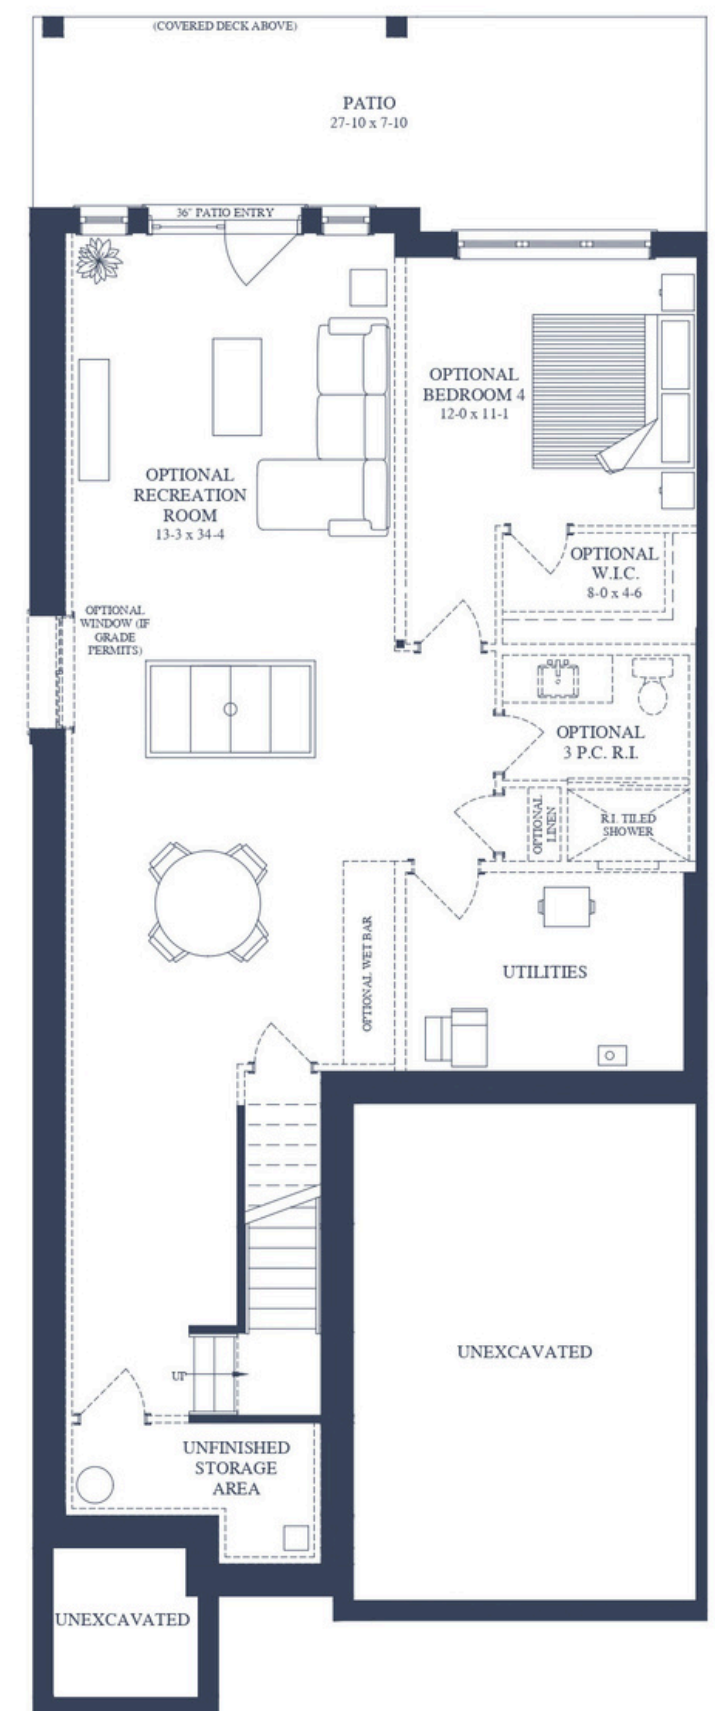 (COVERED DECK ABOVE)
PATIO
27-10 x 7-10
36" PATIO ENTRY
OPTIONAL
BEDROOM 4
12-0 x 11-1
OPTIONAL
RECREATION
ROOM
13-3 x 34-4
OPTIONAL
W.I.C.
8-0 x 4-6
OPTIONAL
WINDOW (IF
GRADE
PERMITS)
OPTIONAL
3 P.C. R.I.
OPTIONAL
LINEN
R.I. TILED
SHOWER
OPTIONAL WET BAR
UTILITIES
UNEXCAVATED
UP
UNFINISHED
STORAGE
AREA
UNEXCAVATED